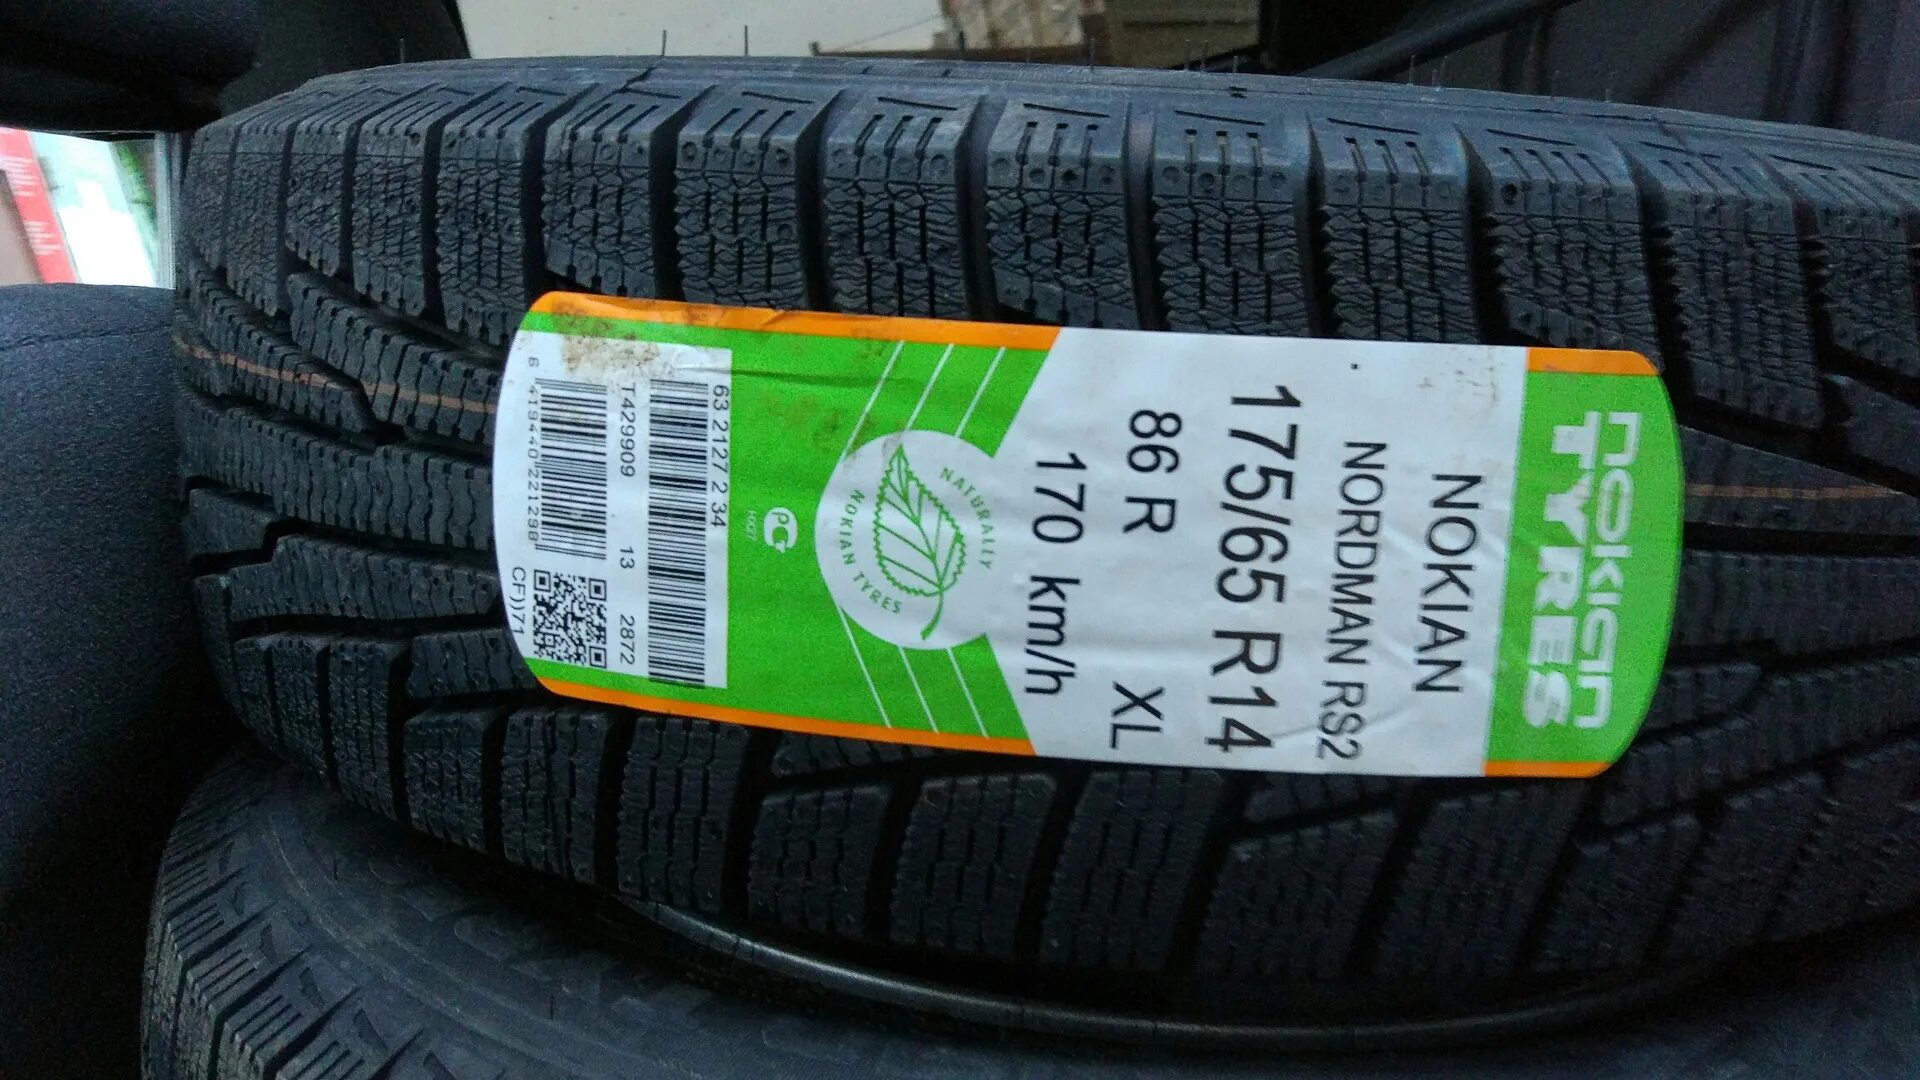 nokian
TYRES
NOKIAN
NORDMAN RS2
175/65 R14
86 R XL
170 km/h
NATURALLY
NOKIAN TYRES
63 2127 2 34
T429909 13 2872
6 419440 221298
CF))71